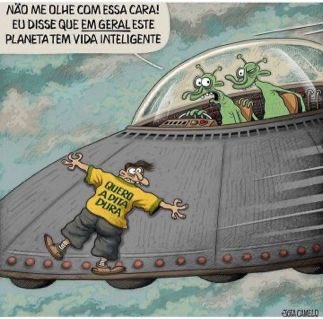 NÃO ME OLHE COM ESSA CARA!
EU DISSE QUE EM GERAL ESTE
PLANETA TEM VIDA INTELIGENTE
QUERO
A DITA
DURA